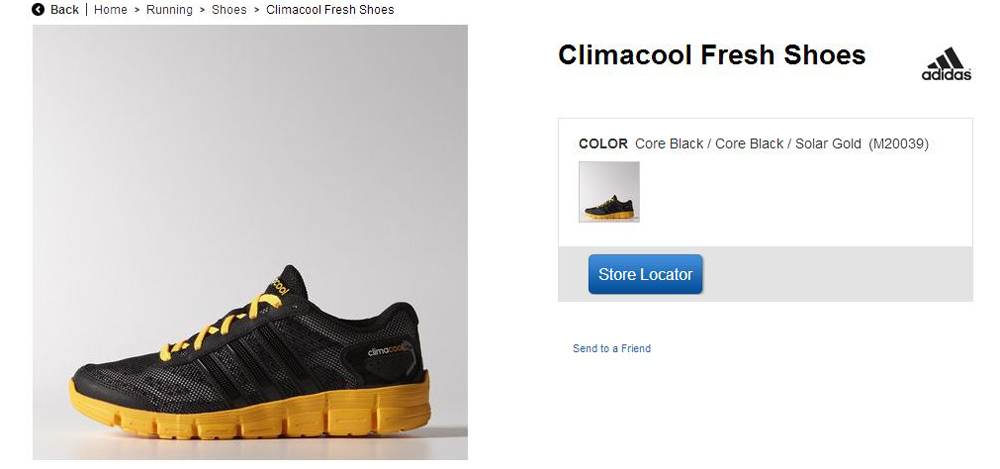 Back | Home > Running > Shoes > Climacool Fresh Shoes
Climacool Fresh Shoes
adidas
COLOR Core Black / Core Black / Solar Gold (M20039)
Store Locator
Send to a Friend
climacool
climacool